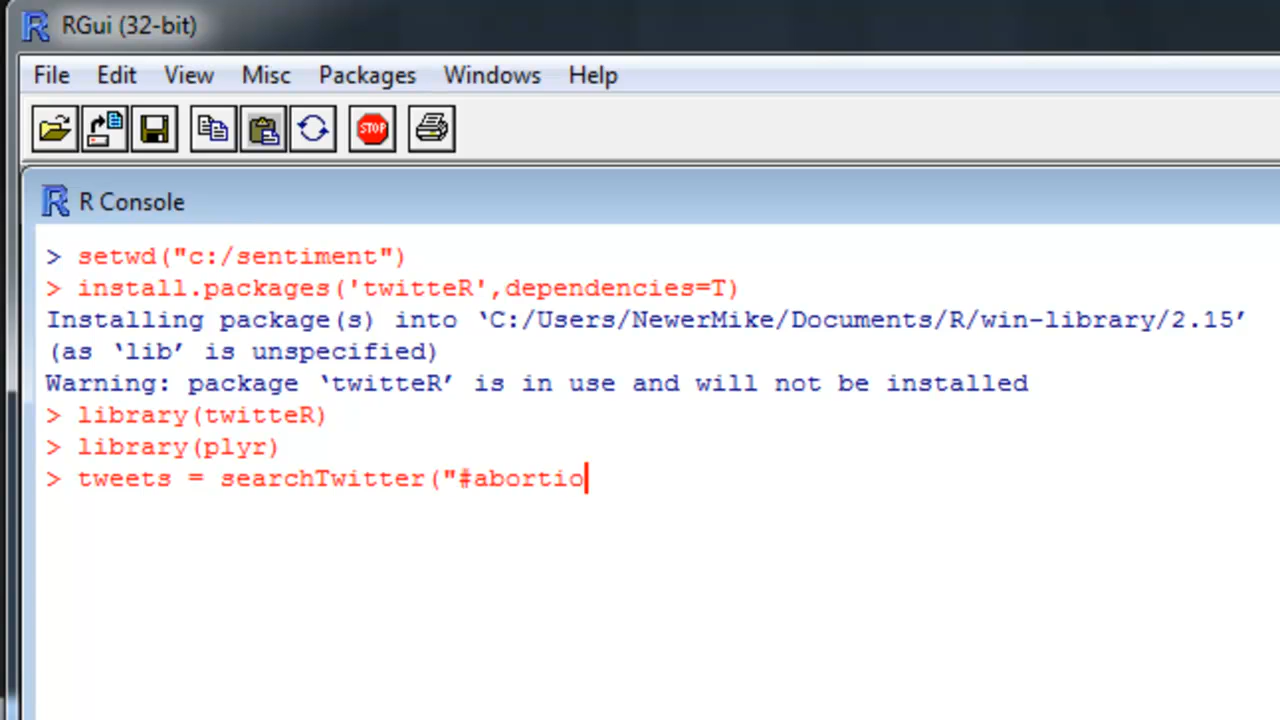 RGui (32-bit)
File Edit View Misc Packages Windows Help
STOP
R Console
> setwd("c:/sentiment")
> install.packages('twitteR',dependencies=T)
Installing package(s) into ‘C:/Users/NewerMike/Documents/R/win-library/2.15’
(as ‘lib’ is unspecified)
Warning: package ‘twitteR’ is in use and will not be installed
> library(twitteR)
> library(plyr)
> tweets = searchTwitter("#abortio